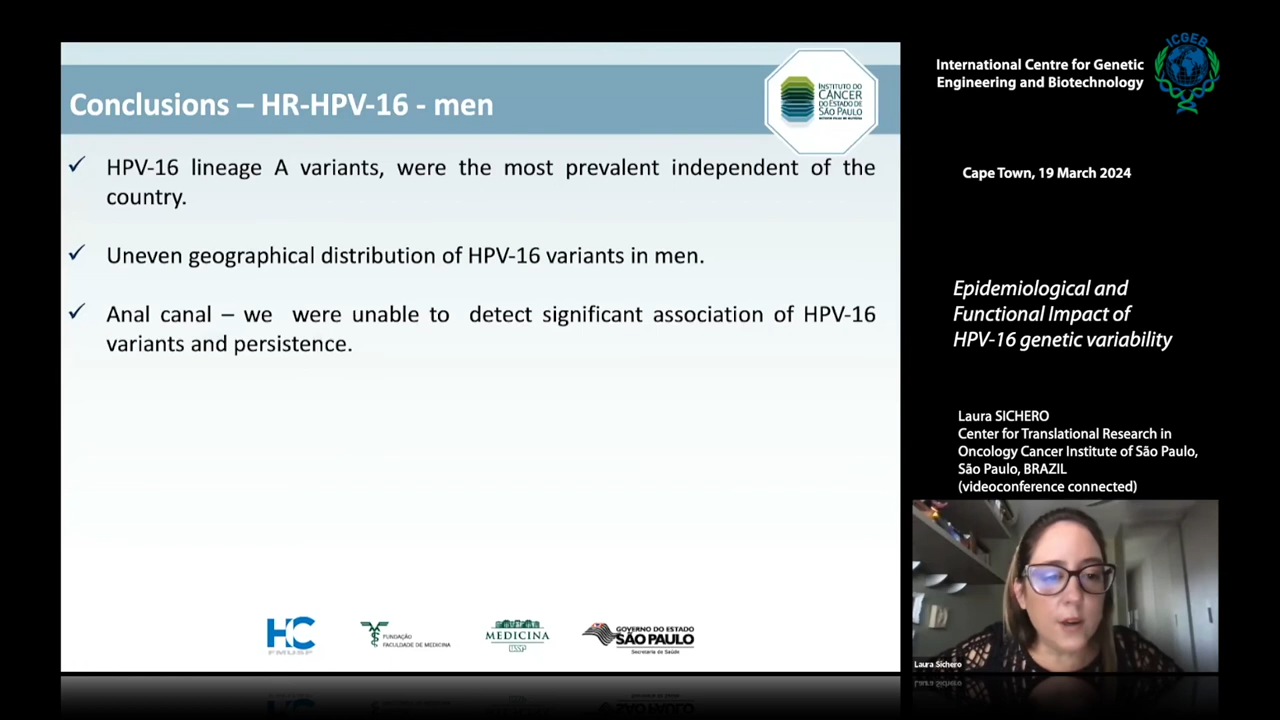 Conclusions – HR-HPV-16 - men
INSTITUTO DO
CÂNCER
DO ESTADO DE
SÃO PAULO
HPV-16 lineage A variants, were the most prevalent independent of the
country.
Uneven geographical distribution of HPV-16 variants in men.
Anal canal – we were unable to detect significant association of HPV-16
variants and persistence.
HC
FMUSP
FUNDAÇÃO
FACULDADE DE MEDICINA
MEDICINA
USP
GOVERNO DO ESTADO
SÃO PAULO
Secretaria da Saúde
International Centre for Genetic
Engineering and Biotechnology
ICGEB
Cape Town, 19 March 2024
Epidemiological and
Functional Impact of
HPV-16 genetic variability
Laura SICHERO
Center for Translational Research in
Oncology Cancer Institute of São Paulo,
São Paulo, BRAZIL
(videoconference connected)
Laura Sichero